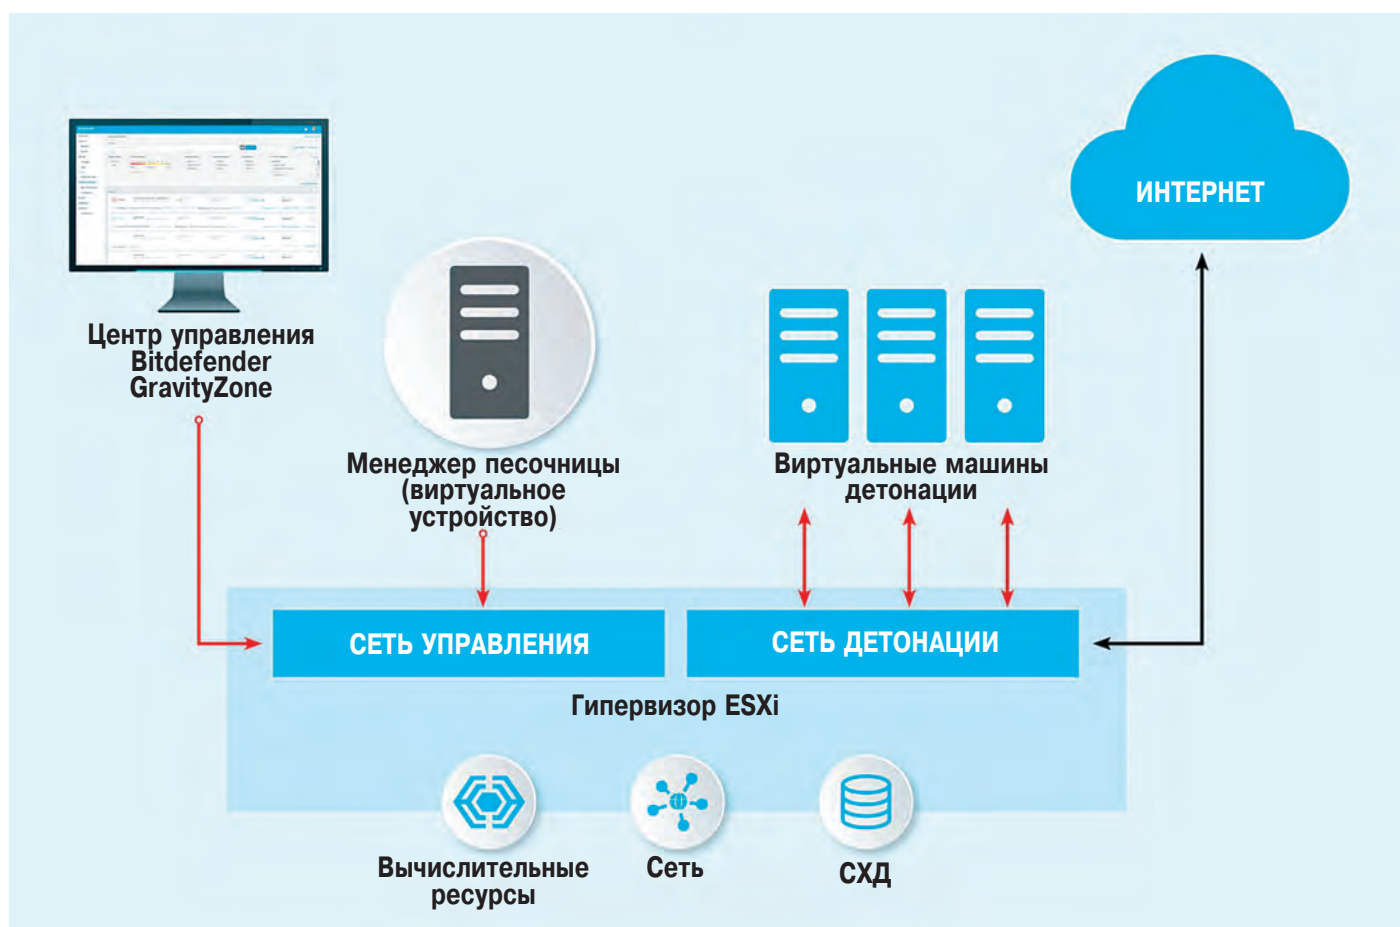 ИНТЕРНЕТ
Центр управления
Bitdefender
GravityZone
Менеджер песочницы
(виртуальное
устройство)
Виртуальные машины
детонации
СЕТЬ УПРАВЛЕНИЯ
СЕТЬ ДЕТОНАЦИИ
Гипервизор ESXi
Вычислительные
ресурсы
Сеть
СХД